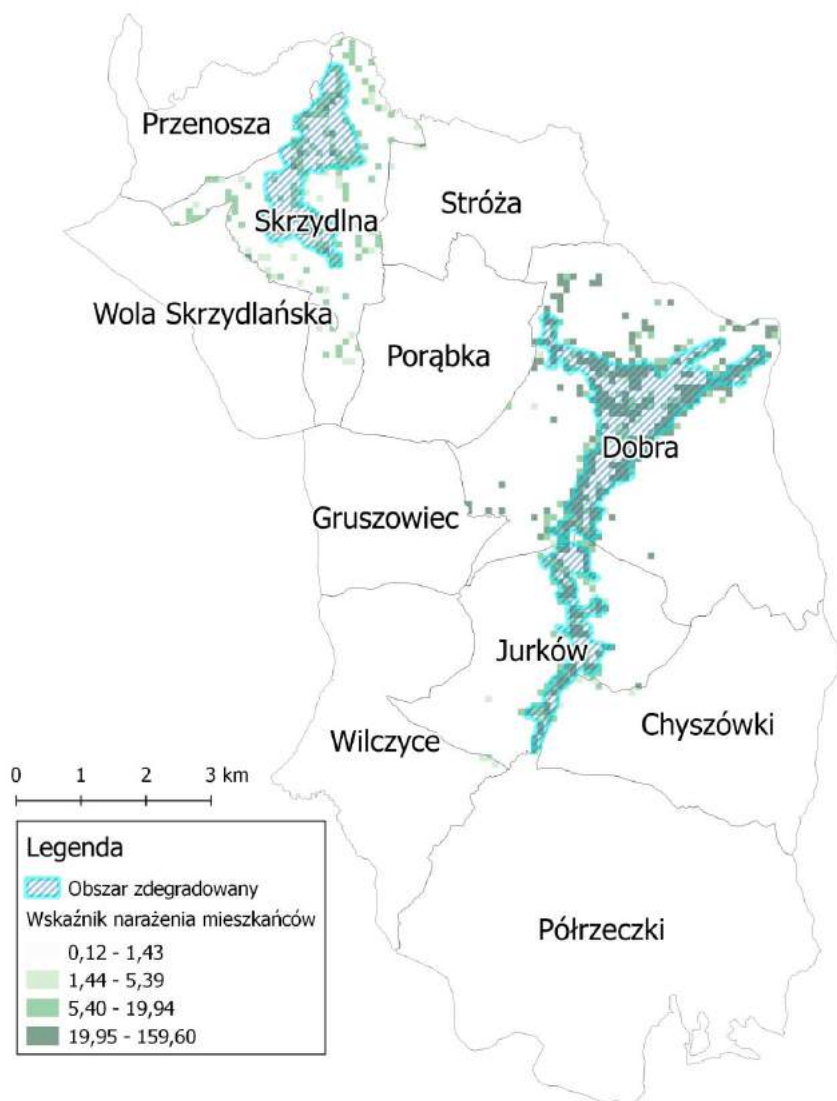 Przenosza
Stróża
Skrzydlna
Wola Skrzydlańska
Porąbka
Dobra
Gruszowiec
Jurków
Chyszówki
Wilczyce
0 1 2 3 km
Legenda
Obszar zdegradowany
Wskaźnik narażenia mieszkańców
0,12 - 1,43
1,44 - 5,39
5,40 - 19,94
19,95 - 159,60
Półrzeczki